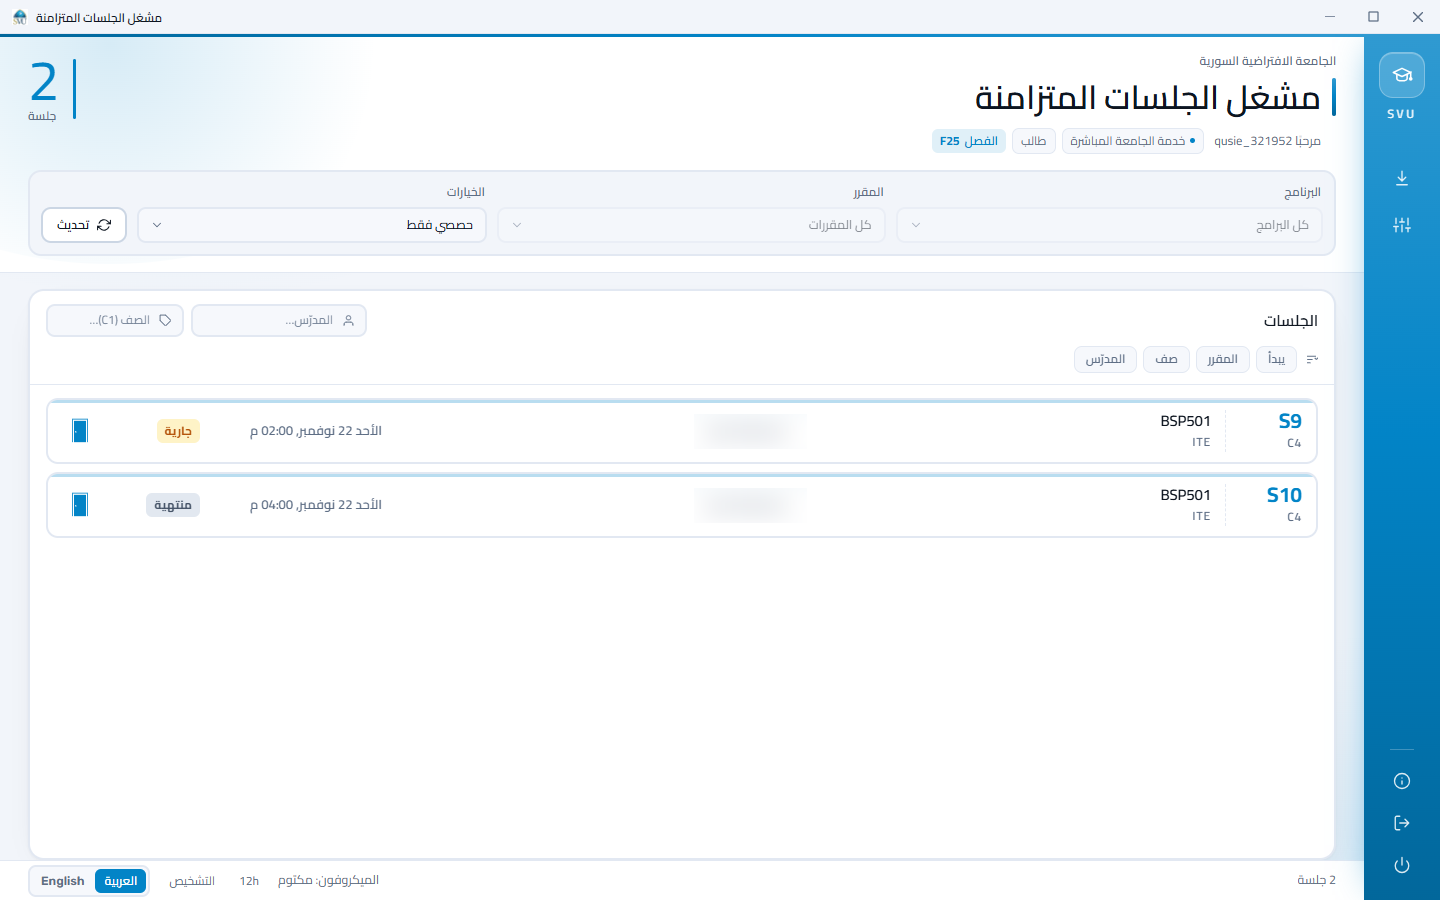 مشغل الجلسات المتزامنة
SVU
الجامعة الافتراضية السورية
مشغل الجلسات المتزامنة
مرحبًا qusie_321952
خدمة الجامعة المباشرة
طالب
الفصل F25
2
جلسة
البرنامج
المقرر
الخيارات
كل البرامج
كل المقررات
حصصي فقط
تحديث
الجلسات
المدرّس...
الصف (C1)...
يبدأ
المقرر
صف
المدرّس
S9
C4
BSP501
ITE
الأحد 22 نوفمبر, 02:00 م
جارية
S10
C4
BSP501
ITE
الأحد 22 نوفمبر, 04:00 م
منتهية
2 جلسة
الميكروفون: مكتوم
12h
التشخيص
العربية
English